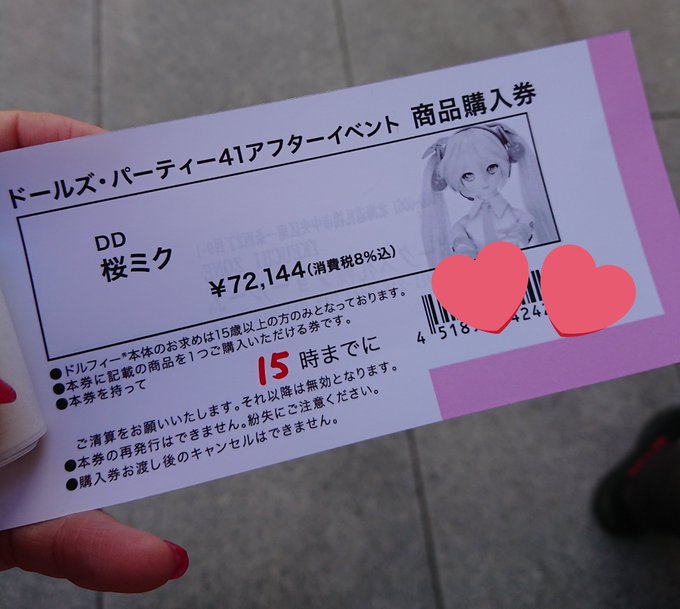 ドールズ・パーティー41アフターイベント 商品購入券
DD
桜ミク
¥72,144(消費税8%込)
●ドルフィー®本体のお求めは15歳以上の方のみとなっております。
●本券に記載の商品を1つご購入いただける券です。
●本券を持って 15 時までに
ご清算をお願いいたします。それ以降は無効となります。
●本券の再発行はできません。紛失にご注意ください。
●購入券お渡し後のキャンセルはできません。
4 518
424